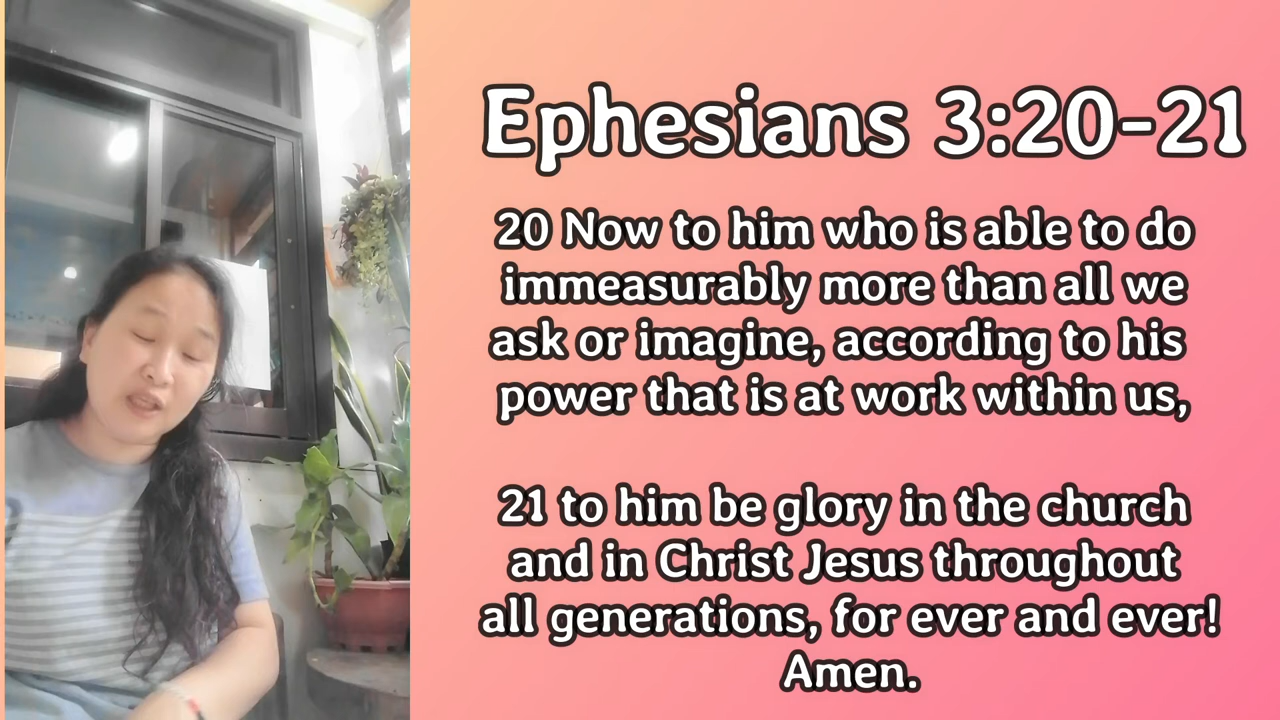 Ephesians 3:20-21
20 Now to him who is able to do
immeasurably more than all we
ask or imagine, according to his
power that is at work within us,
21 to him be glory in the church
and in Christ Jesus throughout
all generations, for ever and ever!
Amen.